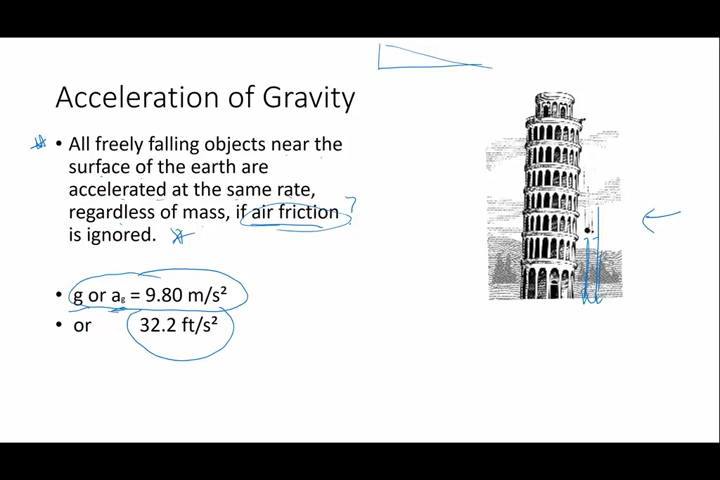 Acceleration of Gravity
• All freely falling objects near the
surface of the earth are
accelerated at the same rate,
regardless of mass, if air friction ?
is ignored.
• g or ag = 9.80 m/s²
• or 32.2 ft/s²